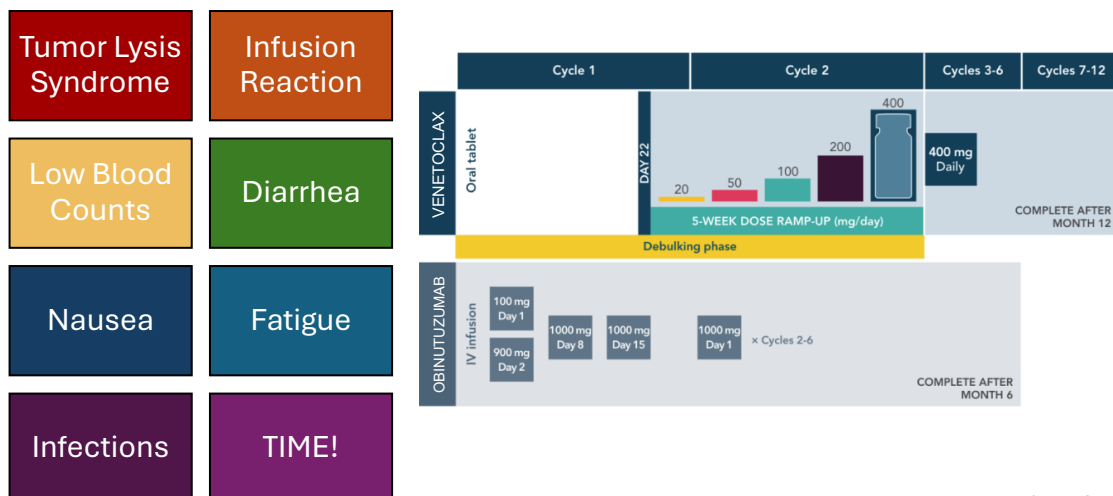 Tumor Lysis
Syndrome
Infusion
Reaction
Low Blood
Counts
Diarrhea
Nausea
Fatigue
Infections
TIME!
Cycle 1
Cycle 2
Cycles 3-6
Cycles 7-12
VENETOCLAX
Oral tablet
DAY 22
20
50
100
200
400
400 mg
Daily
5-WEEK DOSE RAMP-UP (mg/day)
COMPLETE AFTER
MONTH 12
Debulking phase
OBINUTUZUMAB
IV infusion
100 mg
Day 1
900 mg
Day 2
1000 mg
Day 8
1000 mg
Day 15
1000 mg
Day 1
× Cycles 2-6
COMPLETE AFTER
MONTH 6